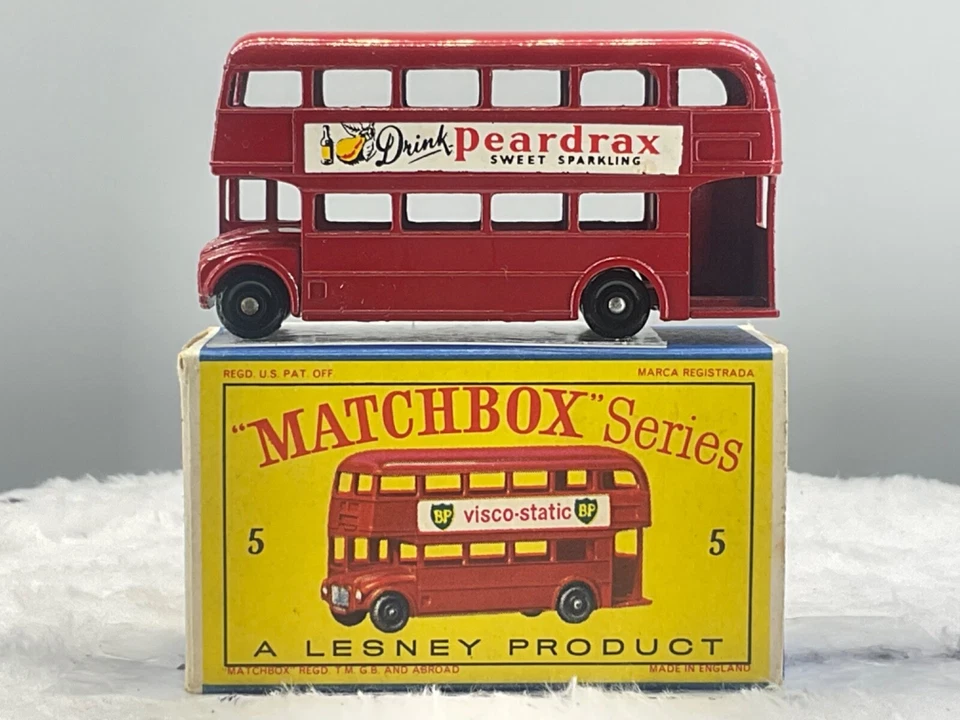 Drink Peardrax
SWEET SPARKLING
REGD. U.S. PAT. OFF. MARCA REGISTRADA
"MATCHBOX" Series
BP visco-static BP
5 5
A LESNEY PRODUCT
"MATCHBOX" REGD. T.M. G.B. AND ABROAD MADE IN ENGLAND